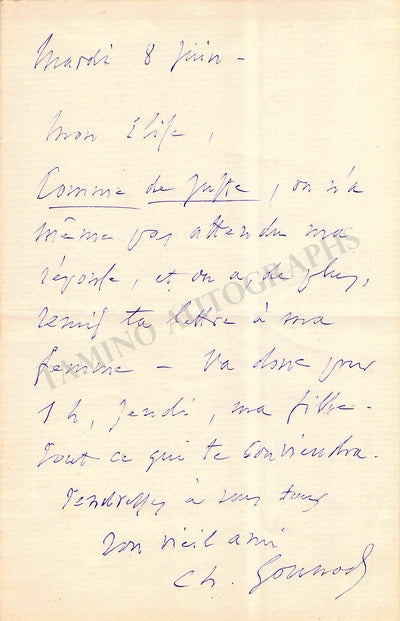 Mardi 8 Juin -
Mon Élise,
Comme de juste, on n'a
même pas attendu ma
réponse, et on a, de plus,
remis ta lettre à ma
femme - Va donc pour
1 h, Jeudi, ma fille -
Tout ce qui te conviendra.
Tendresses à vous tous
Ton vieil ami
Ch. Gounod
TAMINO AUTOGRAPHS